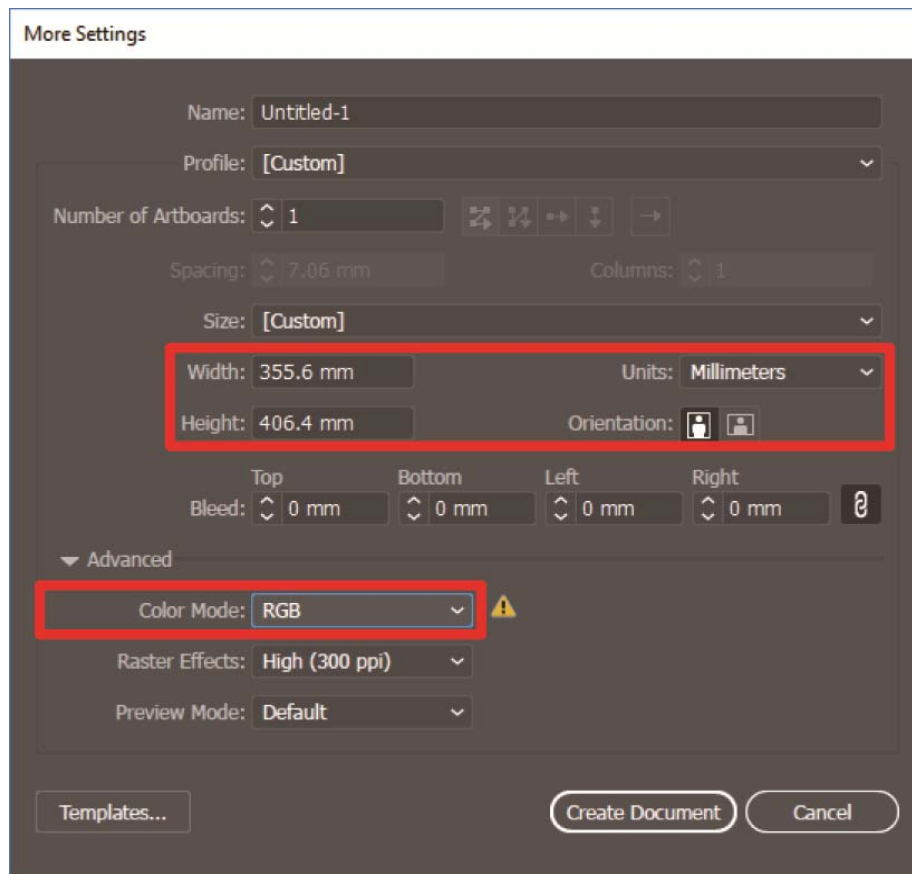 More Settings
Name: Untitled-1
Profile: [Custom]
Number of Artboards: 1
Spacing: 7.06 mm Columns: 1
Size: [Custom]
Width: 355.6 mm Units: Millimeters
Height: 406.4 mm Orientation:
Top Bottom Left Right
Bleed: 0 mm 0 mm 0 mm 0 mm
Advanced
Color Mode: RGB
Raster Effects: High (300 ppi)
Preview Mode: Default
Templates... Create Document Cancel